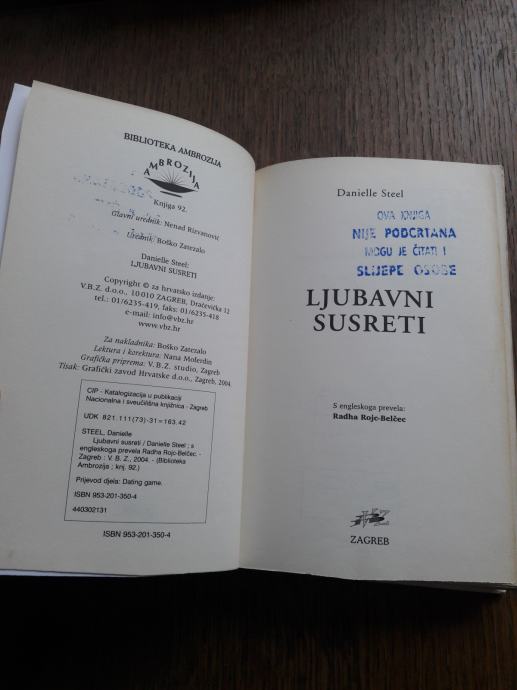 BIBLIOTEKA AMBROZIJA
AMBROZIJA
Knjiga 92.
Glavni urednik: Nenad Rizvanović
Urednik: Boško Zatezalo
Danielle Steel:
LJUBAVNI SUSRETI
Copyright © za hrvatsko izdanje:
V.B.Z. d.o.o., 10 010 ZAGREB, Dračevička 12
tel.: 01/6235-419, faks: 01/6235-418
e-mail: info@vbz.hr
www.vbz.hr
Za nakladnika: Boško Zatezalo
Lektura i korektura: Nana Moferdin
Grafička priprema: V. B. Z. studio, Zagreb
Tisak: Grafički zavod Hrvatske d.o.o., Zagreb, 2004.
CIP - Katalogizacija u publikaciji
Nacionalna i sveučilišna knjižnica - Zagreb
UDK 821.111(73)-31=163.42
STEEL, Danielle
Ljubavni susreti / Danielle Steel ; s
engleskoga prevela Radha Rojc-Belčec. -
Zagreb : V. B. Z., 2004. - (Biblioteka
Ambrozija ; knj. 92.)
Prijevod djela: Dating game.
ISBN 953-201-350-4
440302131
ISBN 953-201-350-4
Danielle Steel
OVA KNJIGA
NIJE PODCRTANA
MOGU JE ČITATI I
SLIJEPE OSOBE
LJUBAVNI
SUSRETI
S engleskoga prevela:
Radha Rojc-Belčec
VBZ
ZAGREB